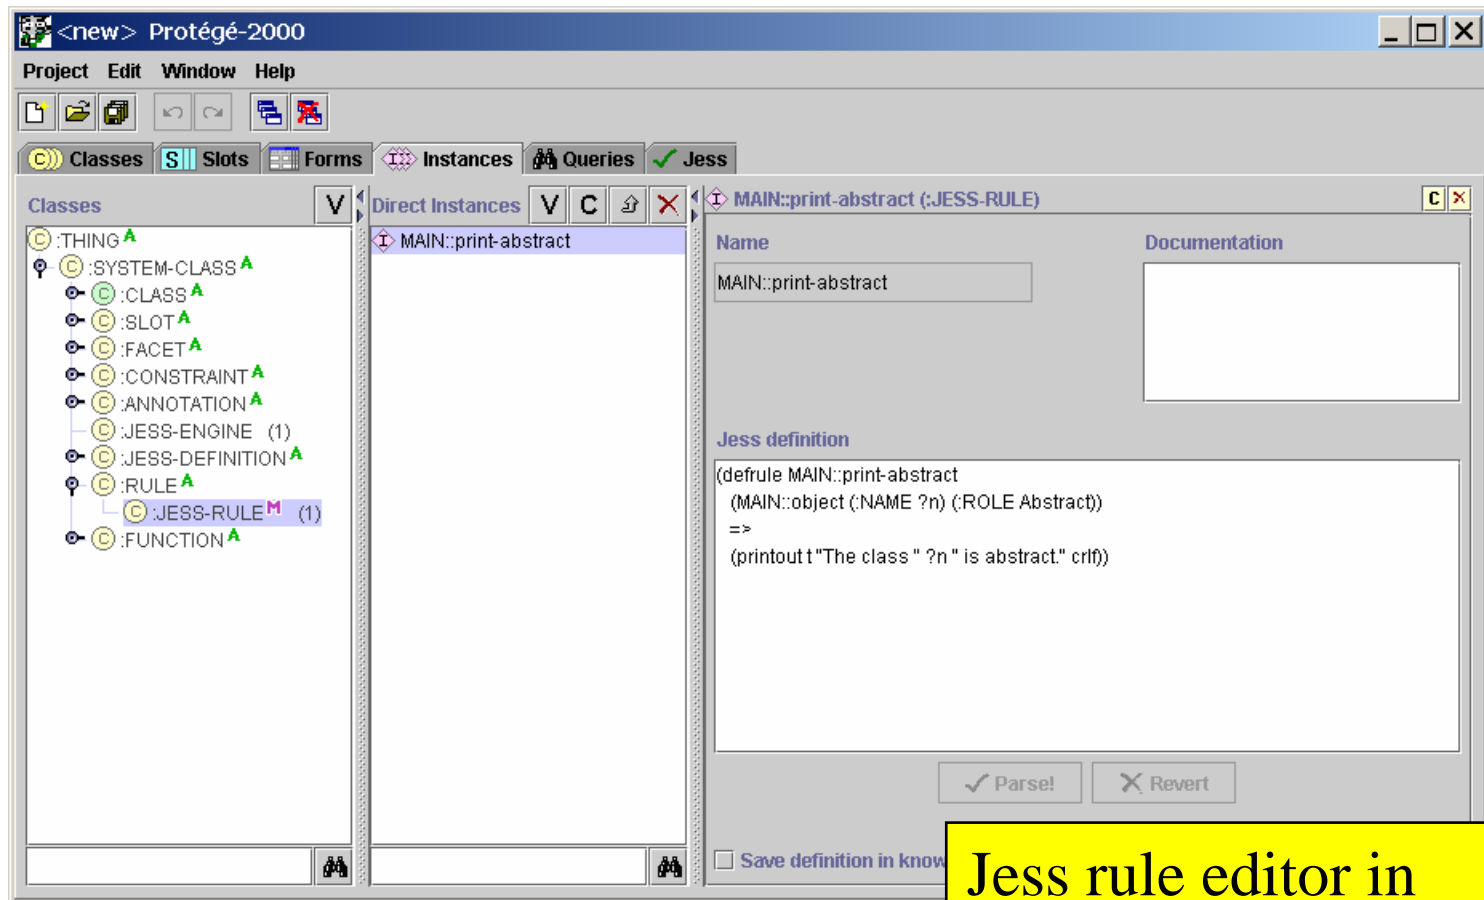 <new> Protégé-2000
Project Edit Window Help
Classes Slots Forms Instances Queries Jess
Classes V
:THING A
:SYSTEM-CLASS A
:CLASS A
:SLOT A
:FACET A
:CONSTRAINT A
:ANNOTATION A
:JESS-ENGINE (1)
:JESS-DEFINITION A
:RULE A
:JESS-RULE M (1)
:FUNCTION A
Direct Instances V C
MAIN::print-abstract
MAIN::print-abstract (:JESS-RULE) C
Name
MAIN::print-abstract
Documentation
Jess definition
(defrule MAIN::print-abstract
(MAIN::object (:NAME ?n) (:ROLE Abstract))
=>
(printout t "The class " ?n " is abstract." crlf))
Parse! Revert
Save definition in know
Jess rule editor in